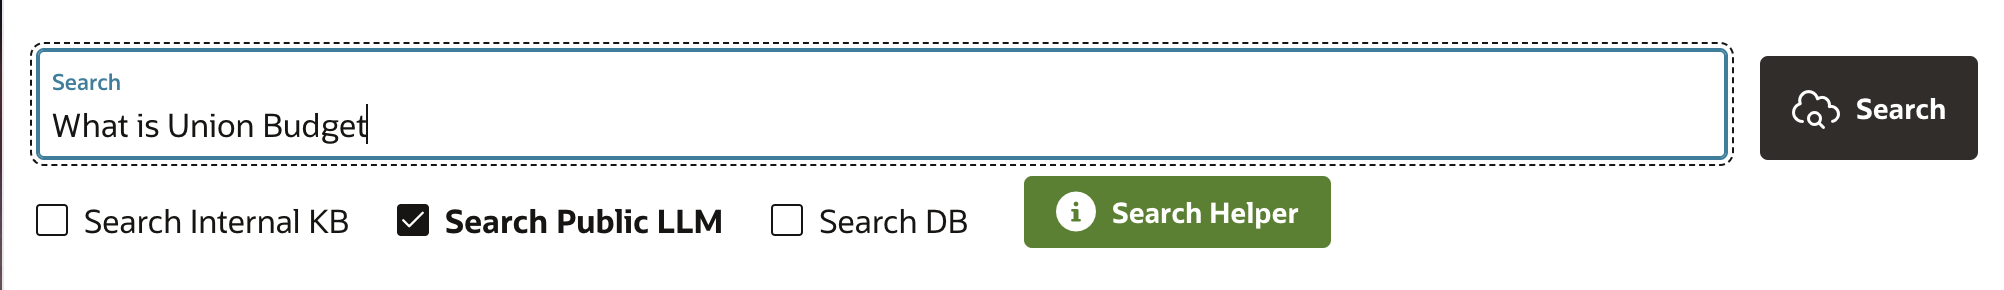 Search
What is Union Budget
Search
Search Internal KB
Search Public LLM
Search DB
Search Helper